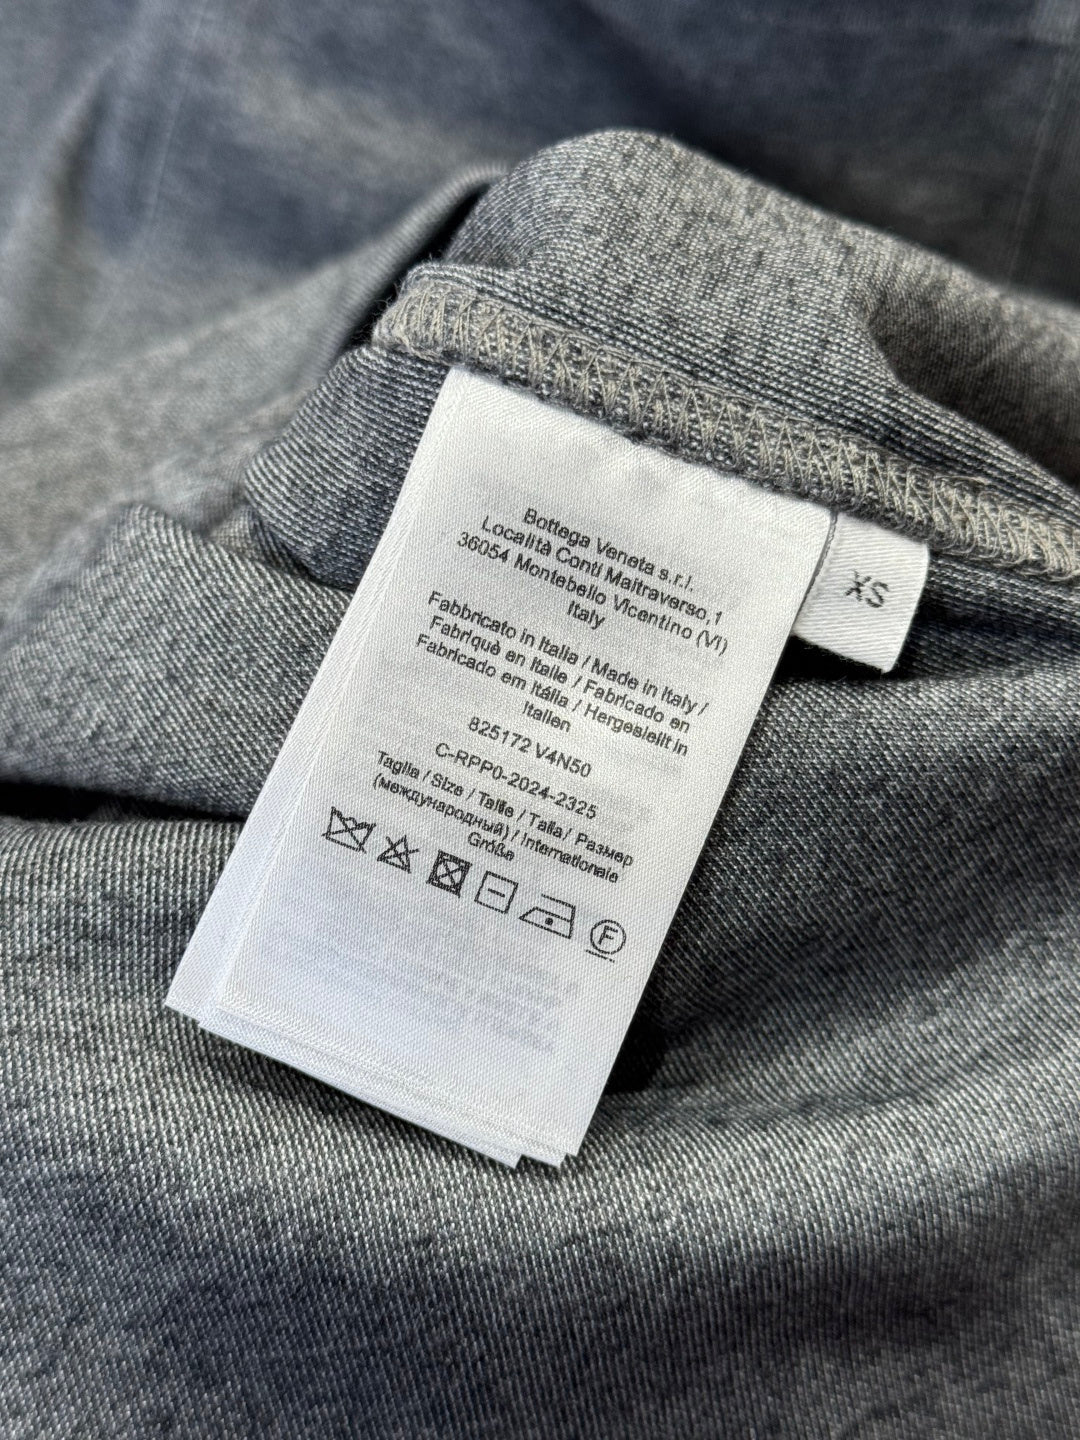 Bottega Veneta s.r.l.
Località Conti Maltraverso,1
36054 Montebello Vicentino (VI)
Italy
Fabbricato in Italia / Made in Italy /
Fabriquè en Italie / Fabricado en
Fabricado em Itália / Hergestellt in
Italien
825172 V4N50
C-RPP0-2024-2325
Taglia / Size / Taille / Talla / Размер
(международный) / Internationale
Größe
F
XS